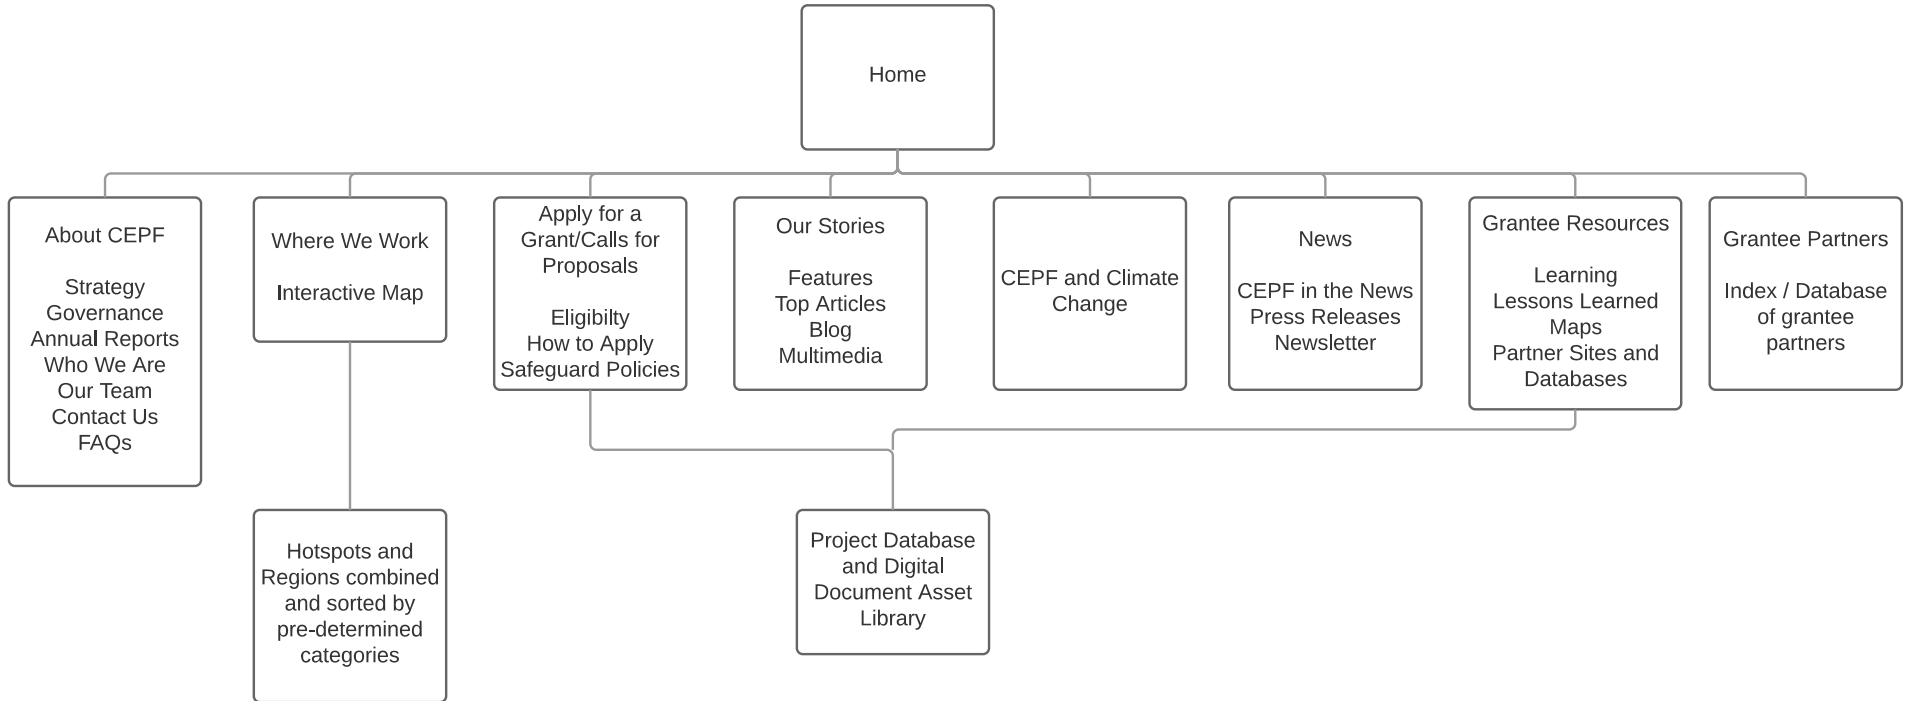 Home
About CEPF
Strategy
Governance
Annual Reports
Who We Are
Our Team
Contact Us
FAQs
Where We Work
Interactive Map
Apply for a
Grant/Calls for
Proposals
Eligibilty
How to Apply
Safeguard Policies
Our Stories
Features
Top Articles
Blog
Multimedia
CEPF and Climate
Change
News
CEPF in the News
Press Releases
Newsletter
Grantee Resources
Learning
Lessons Learned
Maps
Partner Sites and
Databases
Grantee Partners
Index / Database
of grantee
partners
Hotspots and
Regions combined
and sorted by
pre-determined
categories
Project Database
and Digital
Document Asset
Library